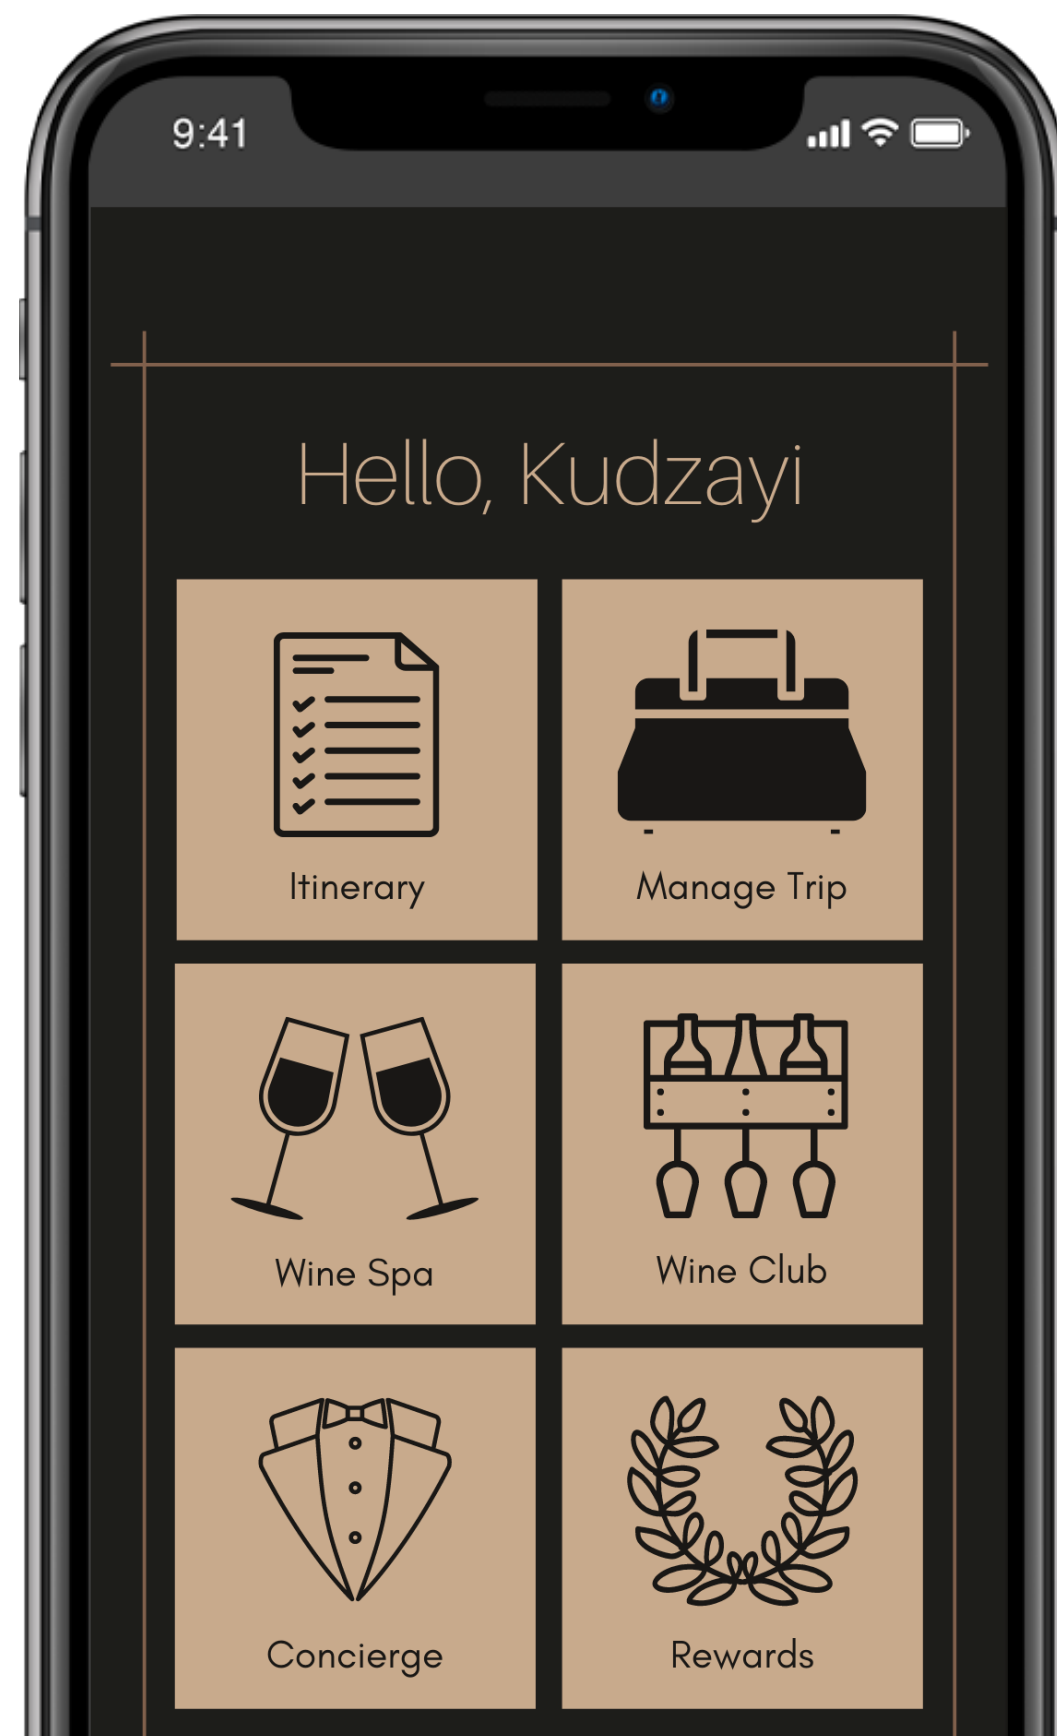 9:41
Hello, Kudzayi
Itinerary
Manage Trip
Wine Spa
Wine Club
Concierge
Rewards